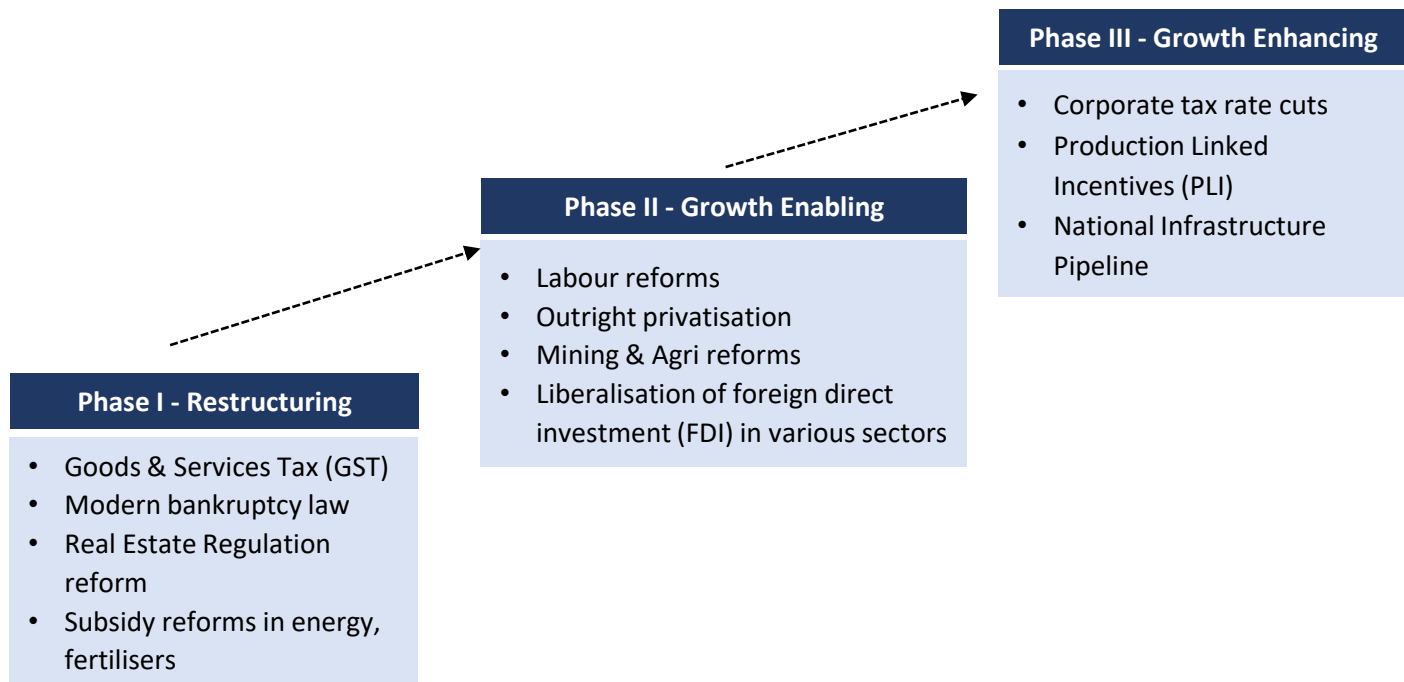 Phase I - Restructuring
• Goods & Services Tax (GST)
• Modern bankruptcy law
• Real Estate Regulation
reform
• Subsidy reforms in energy,
fertilisers
Phase II - Growth Enabling
• Labour reforms
• Outright privatisation
• Mining & Agri reforms
• Liberalisation of foreign direct
investment (FDI) in various sectors
Phase III - Growth Enhancing
• Corporate tax rate cuts
• Production Linked
Incentives (PLI)
• National Infrastructure
Pipeline